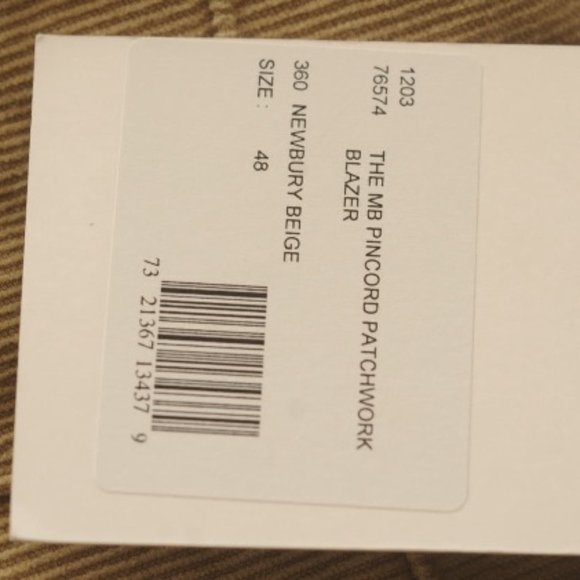 1203
76574 THE MB PINCORD PATCHWORK
BLAZER
360 NEWBURY BEIGE
SIZE : 48
73 21367 13437 9